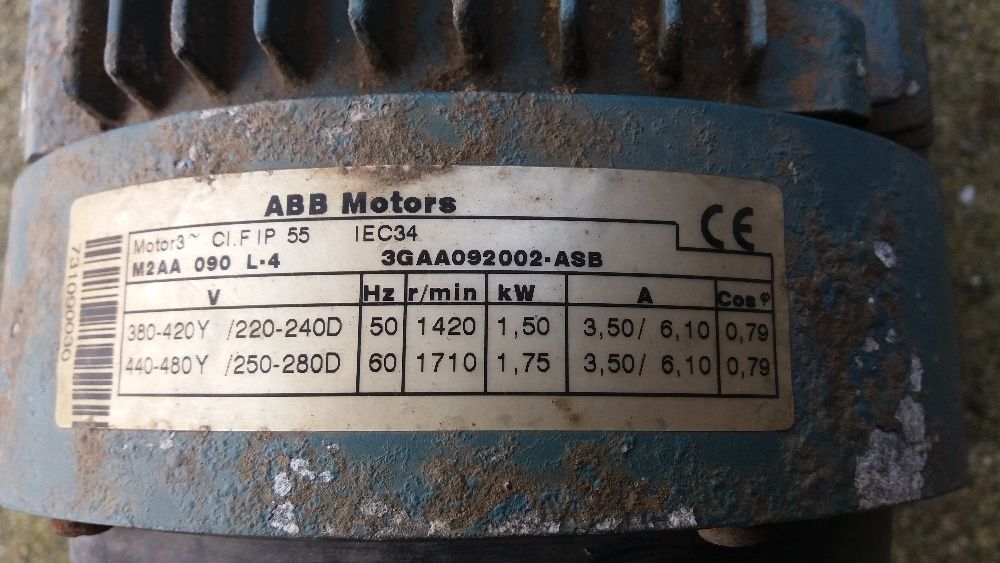 ABB Motors
CE
Motor3~ Cl.F IP 55 IEC34
M2AA 090 L-4 3GAA092002-ASB
V Hz r/min kW A Cos φ
380-420Y /220-240D 50 1420 1,50 3,50/ 6,10 0,79
440-480Y /250-280D 60 1710 1,75 3,50/ 6,10 0,79